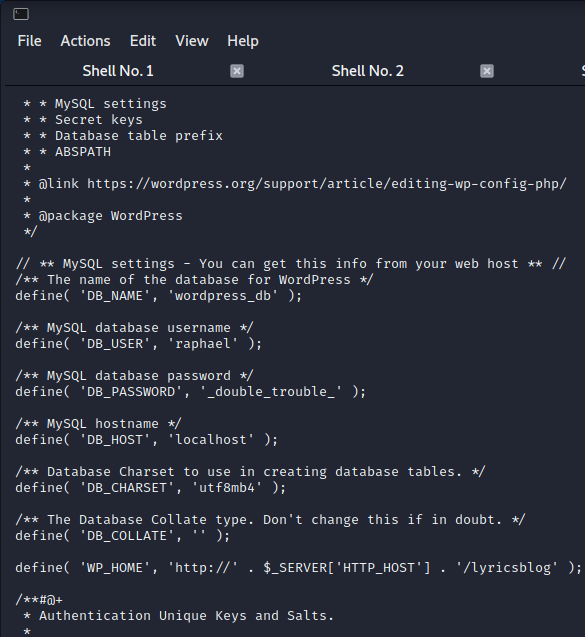 File Actions Edit View Help
Shell No. 1 Shell No. 2 S
* * MySQL settings
* * Secret keys
* * Database table prefix
* * ABSPATH
*
* @link https://wordpress.org/support/article/editing-wp-config-php/
*
* @package WordPress
*/
// ** MySQL settings - You can get this info from your web host ** //
/** The name of the database for WordPress */
define( 'DB_NAME', 'wordpress_db' );
/** MySQL database username */
define( 'DB_USER', 'raphael' );
/** MySQL database password */
define( 'DB_PASSWORD', '_double_trouble_' );
/** MySQL hostname */
define( 'DB_HOST', 'localhost' );
/** Database Charset to use in creating database tables. */
define( 'DB_CHARSET', 'utf8mb4' );
/** The Database Collate type. Don't change this if in doubt. */
define( 'DB_COLLATE', '' );
define( 'WP_HOME', 'http://' . $_SERVER['HTTP_HOST'] . '/lyricsblog' );
/**#@+
* Authentication Unique Keys and Salts.
*